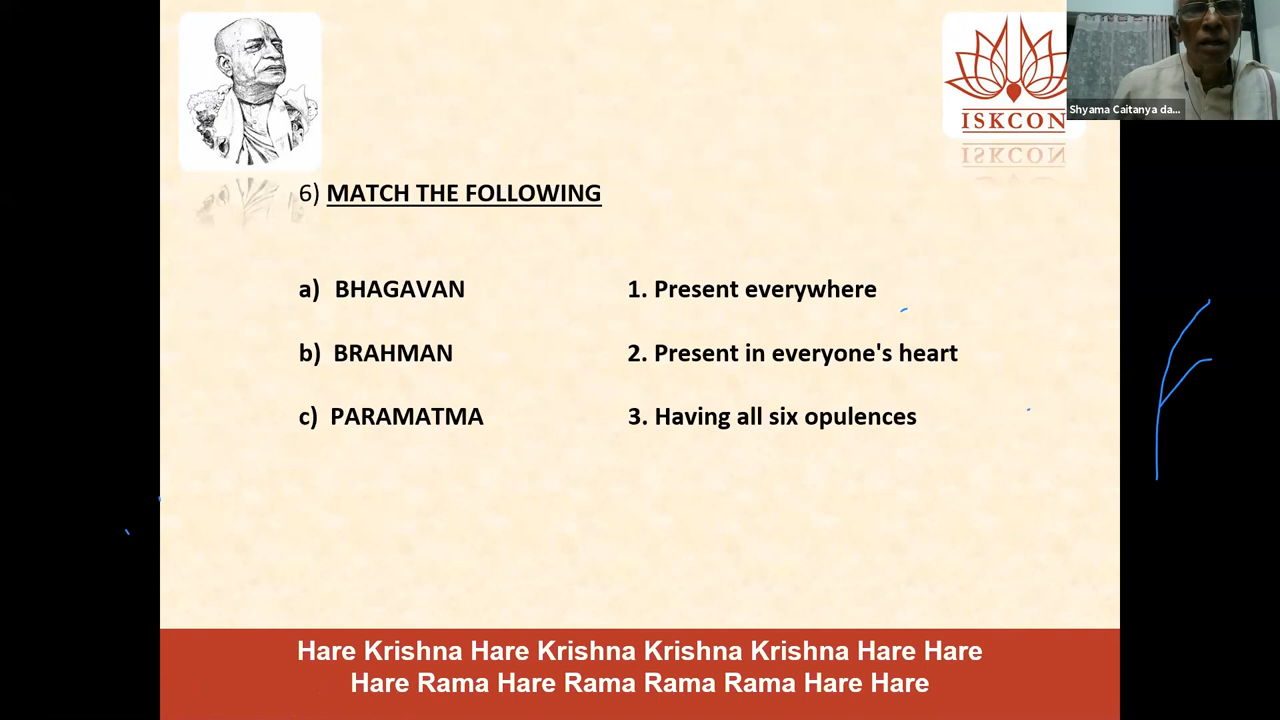 ISKCON
Shyama Caitanya da...
6) MATCH THE FOLLOWING
a) BHAGAVAN 1. Present everywhere
b) BRAHMAN 2. Present in everyone's heart
c) PARAMATMA 3. Having all six opulences
Hare Krishna Hare Krishna Krishna Krishna Hare Hare
Hare Rama Hare Rama Rama Rama Hare Hare